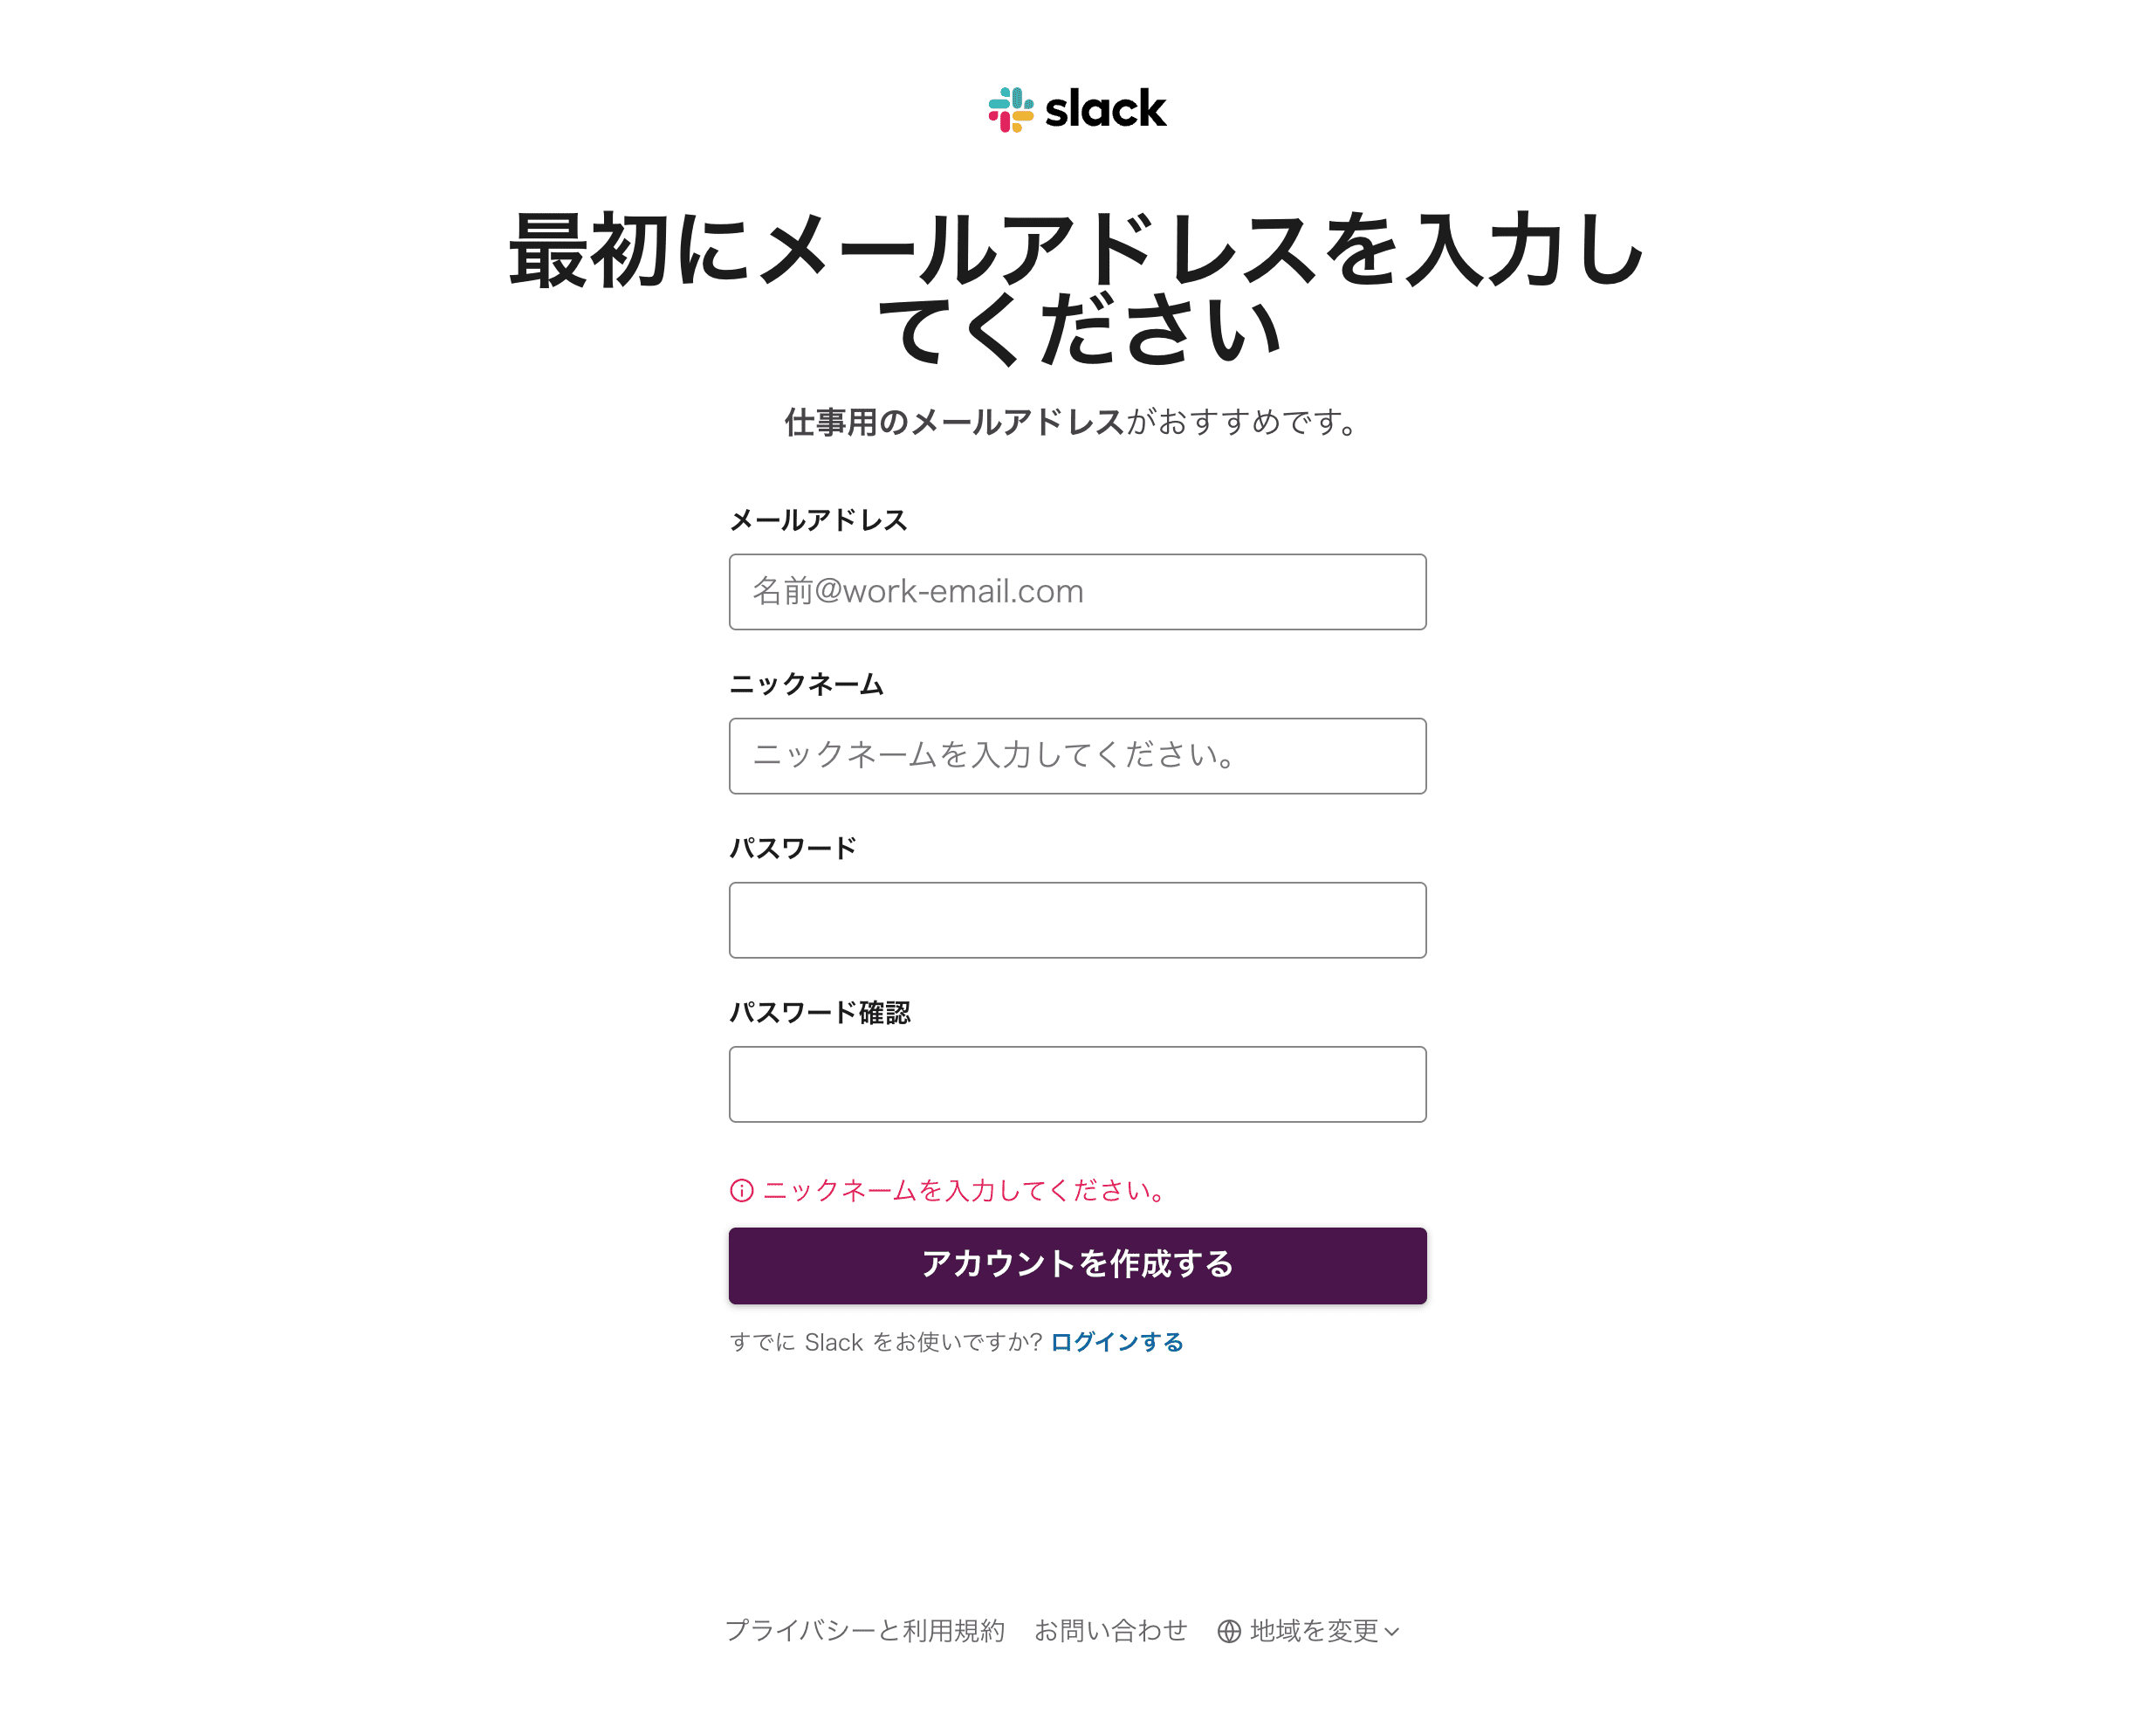 slack
最初にメールアドレスを入力し
てください
仕事用のメールアドレスがおすすめです。
メールアドレス
名前@work-email.com
ニックネーム
ニックネームを入力してください。
パスワード
パスワード確認
ニックネームを入力してください。
アカウントを作成する
すでに Slack をお使いですか? ログインする
プライバシーと利用規約 お問い合わせ 地域を変更